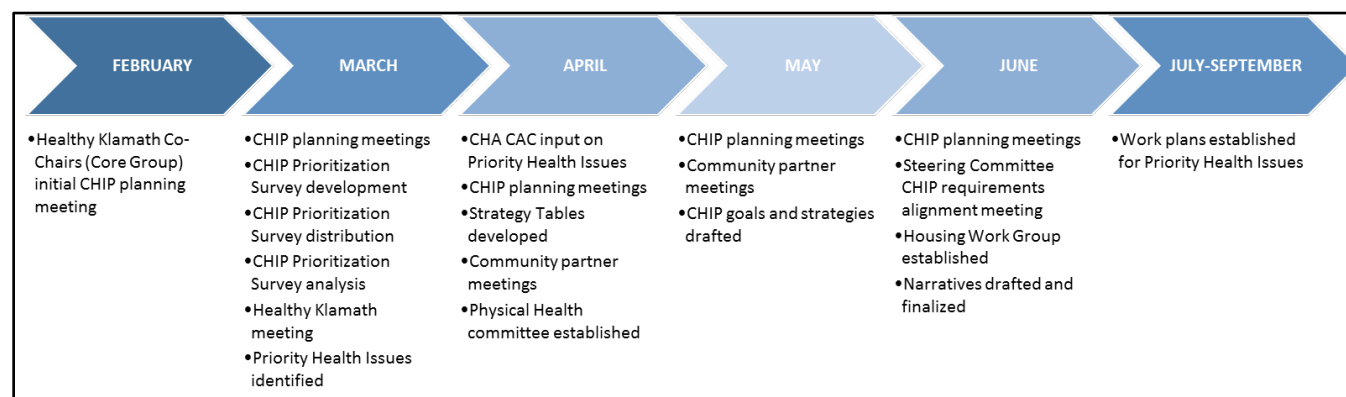 FEBRUARY
MARCH
APRIL
MAY
JUNE
JULY-SEPTEMBER
•Healthy Klamath Co-
Chairs (Core Group)
initial CHIP planning
meeting
•CHIP planning meetings
•CHIP Prioritization
Survey development
•CHIP Prioritization
Survey distribution
•CHIP Prioritization
Survey analysis
•Healthy Klamath
meeting
•Priority Health Issues
identified
•CHA CAC input on
Priority Health Issues
•CHIP planning meetings
•Strategy Tables
developed
•Community partner
meetings
•Physical Health
committee established
•CHIP planning meetings
•Community partner
meetings
•CHIP goals and strategies
drafted
•CHIP planning meetings
•Steering Committee
CHIP requirements
alignment meeting
•Housing Work Group
established
•Narratives drafted and
finalized
•Work plans established
for Priority Health Issues